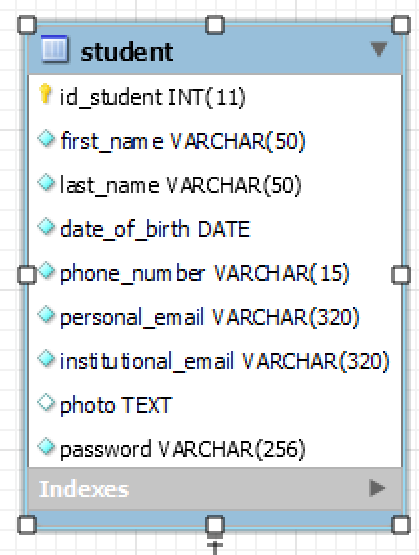 student
id_student INT(11)
first_name VARCHAR(50)
last_name VARCHAR(50)
date_of_birth DATE
phone_number VARCHAR(15)
personal_email VARCHAR(320)
institutional_email VARCHAR(320)
photo TEXT
password VARCHAR(256)
Indexes